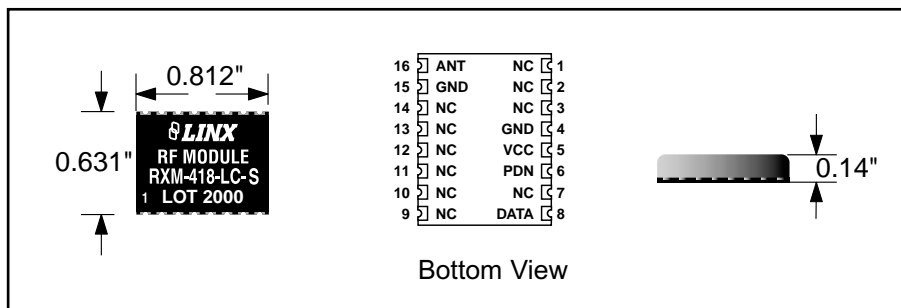 0.812"
0.631"
LINX
RF MODULE
RXM-418-LC-S
1 LOT 2000
16 ANT NC 1
15 GND NC 2
14 NC NC 3
13 NC GND 4
12 NC VCC 5
11 NC PDN 6
10 NC NC 7
9 NC DATA 8
Bottom View
0.14"